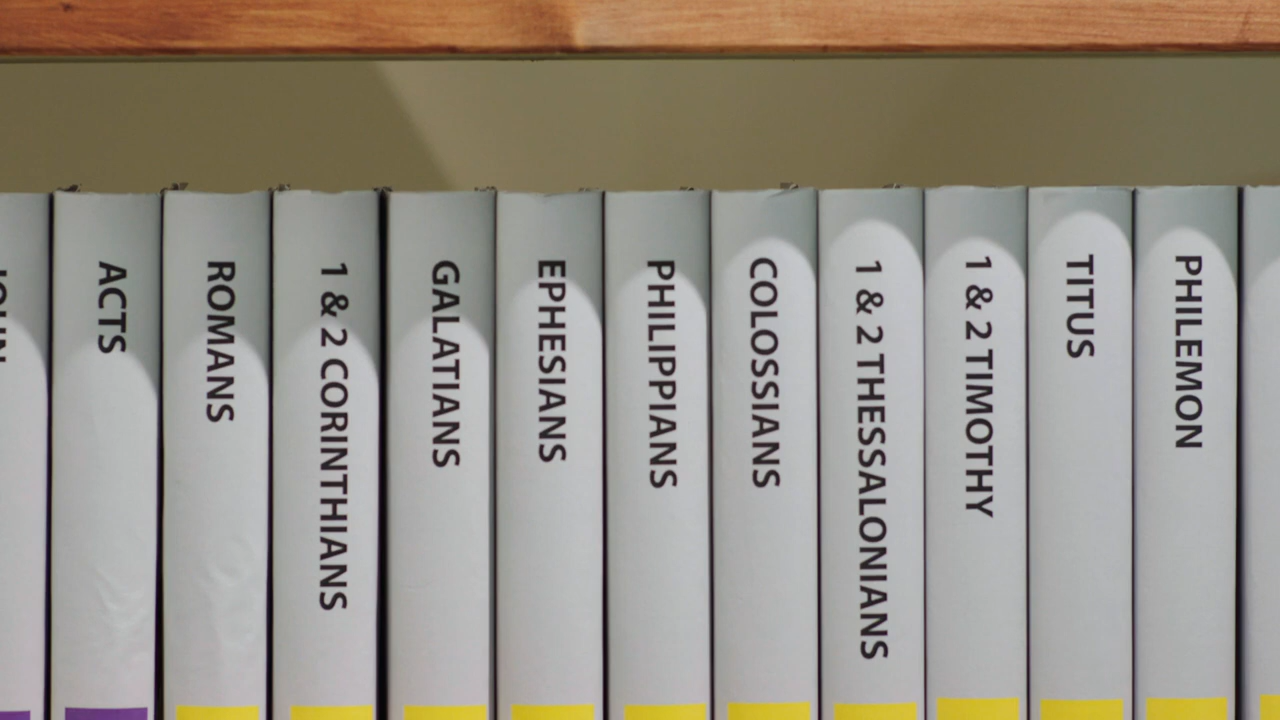 ACTS
ROMANS
1 & 2 CORINTHIANS
GALATIANS
EPHESIANS
PHILIPPIANS
COLOSSIANS
1 & 2 THESSALONIANS
1 & 2 TIMOTHY
TITUS
PHILEMON